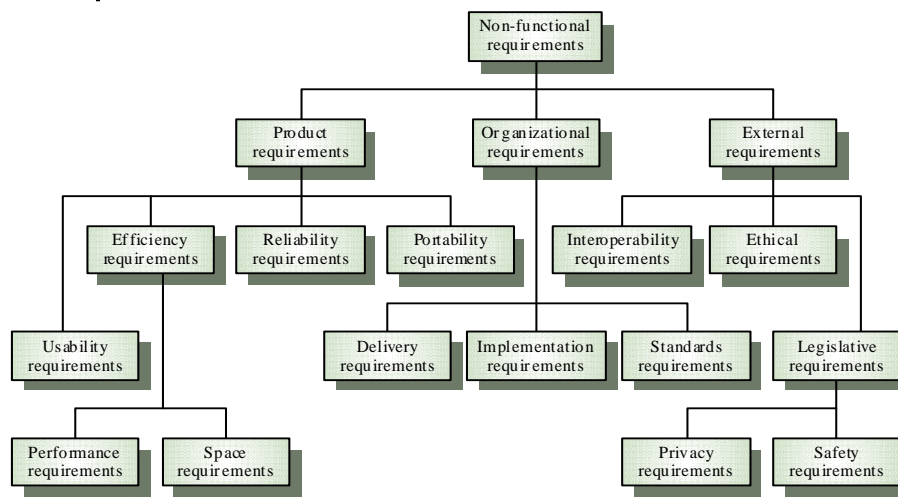 Non-functional
requirements
Product
requirements
Organizational
requirements
External
requirements
Efficiency
requirements
Reliability
requirements
Portability
requirements
Interoperability
requirements
Ethical
requirements
Usability
requirements
Delivery
requirements
Implementation
requirements
Standards
requirements
Legislative
requirements
Performance
requirements
Space
requirements
Privacy
requirements
Safety
requirements